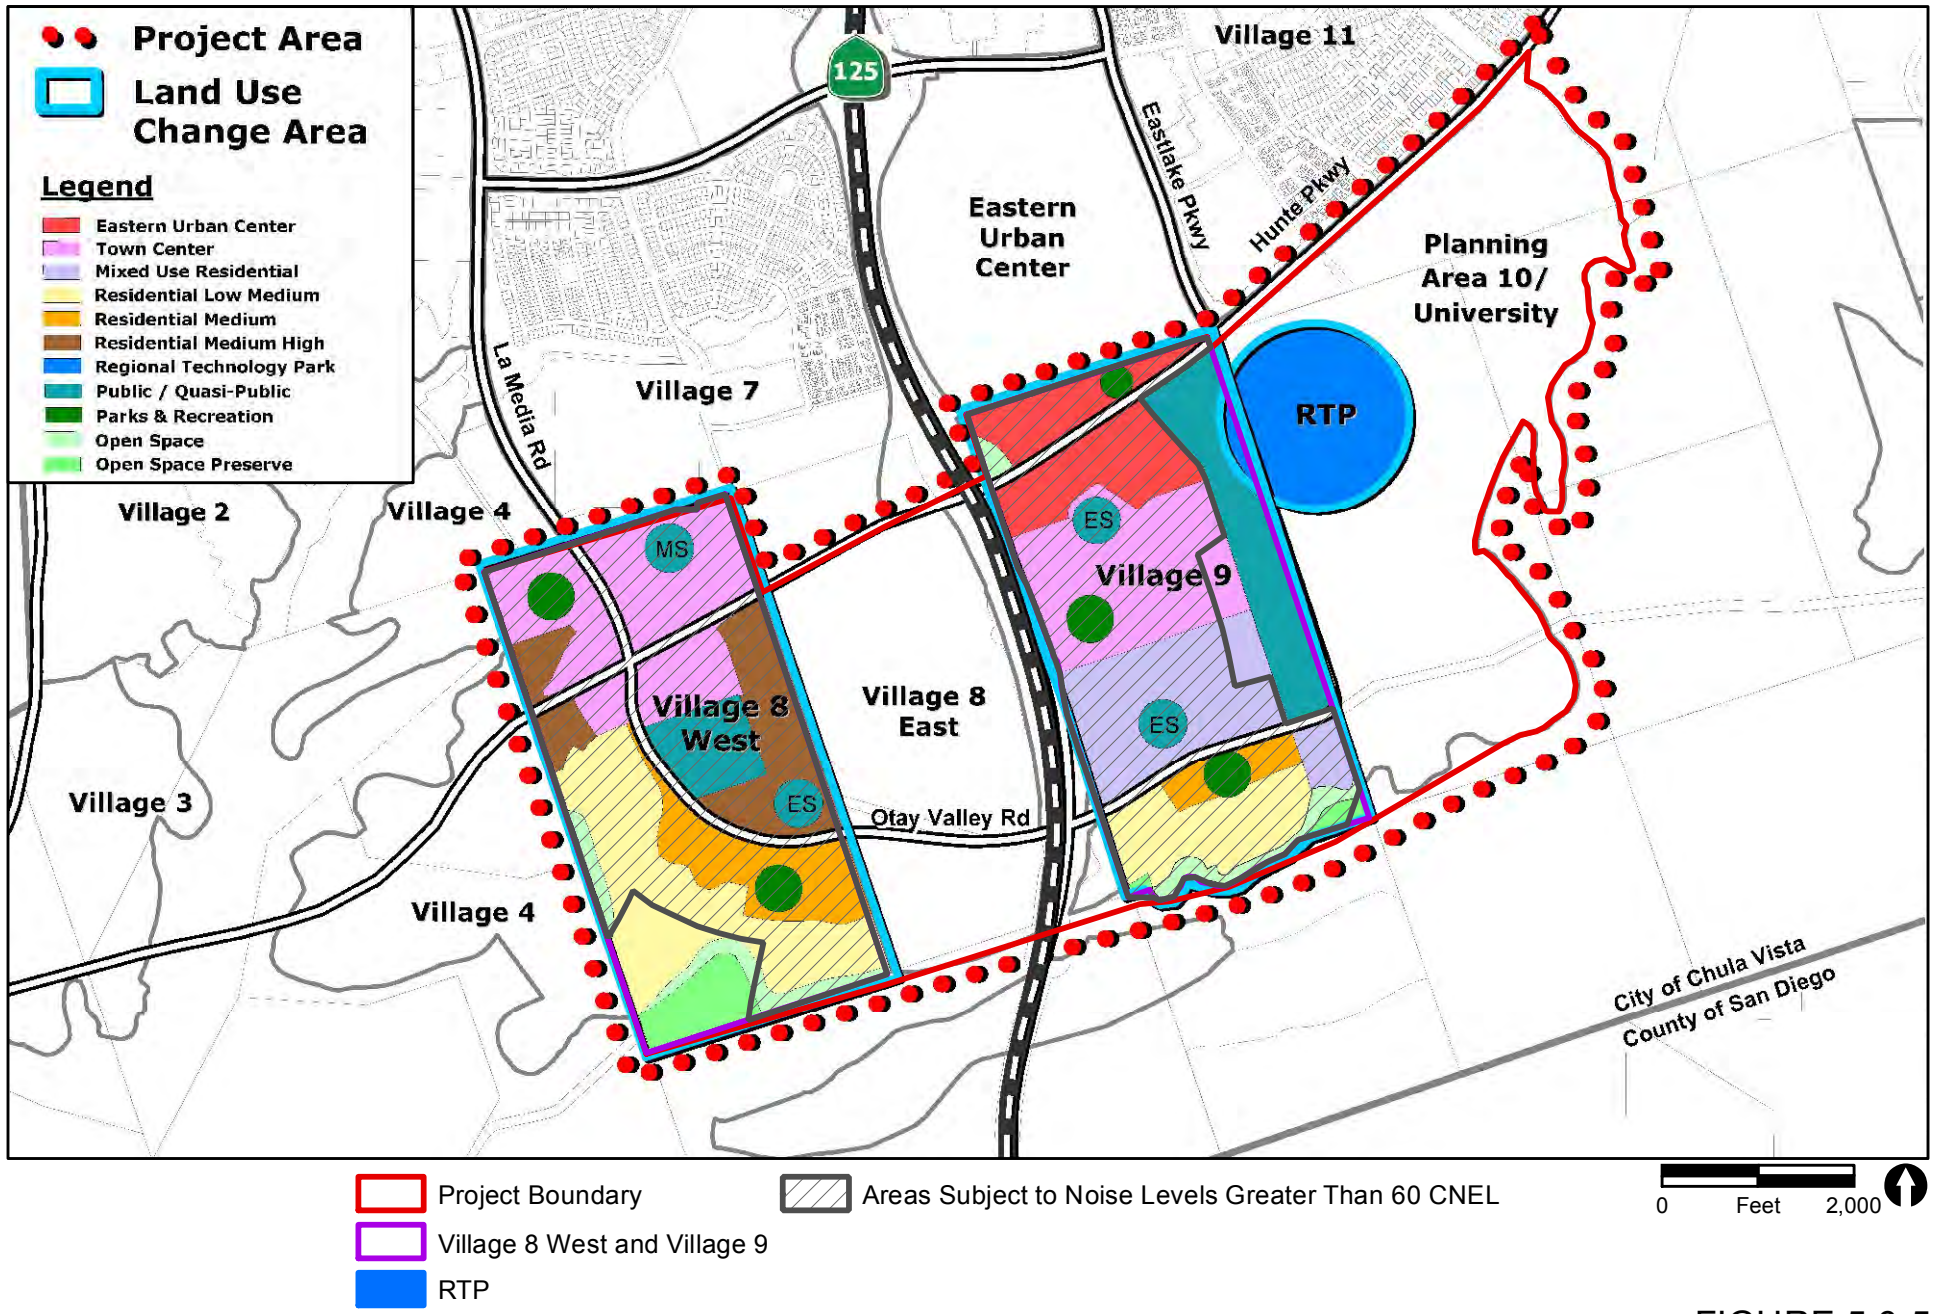 Project Area
Land Use
Change Area
Legend
Eastern Urban Center
Town Center
Mixed Use Residential
Residential Low Medium
Residential Medium
Residential Medium High
Regional Technology Park
Public / Quasi-Public
Parks & Recreation
Open Space
Open Space Preserve
125
Village 11
Eastlake Pkwy
Hunte Pkwy
Eastern
Urban
Center
Planning
Area 10/
University
La Media Rd
Village 7
RTP
Village 2
Village 4
MS
ES
Village 9
Village 8
West
Village 8
East
ES
Village 3
ES
Otay Valley Rd
Village 4
City of Chula Vista
County of San Diego
Project Boundary
Areas Subject to Noise Levels Greater Than 60 CNEL
0 Feet 2,000
Village 8 West and Village 9
RTP